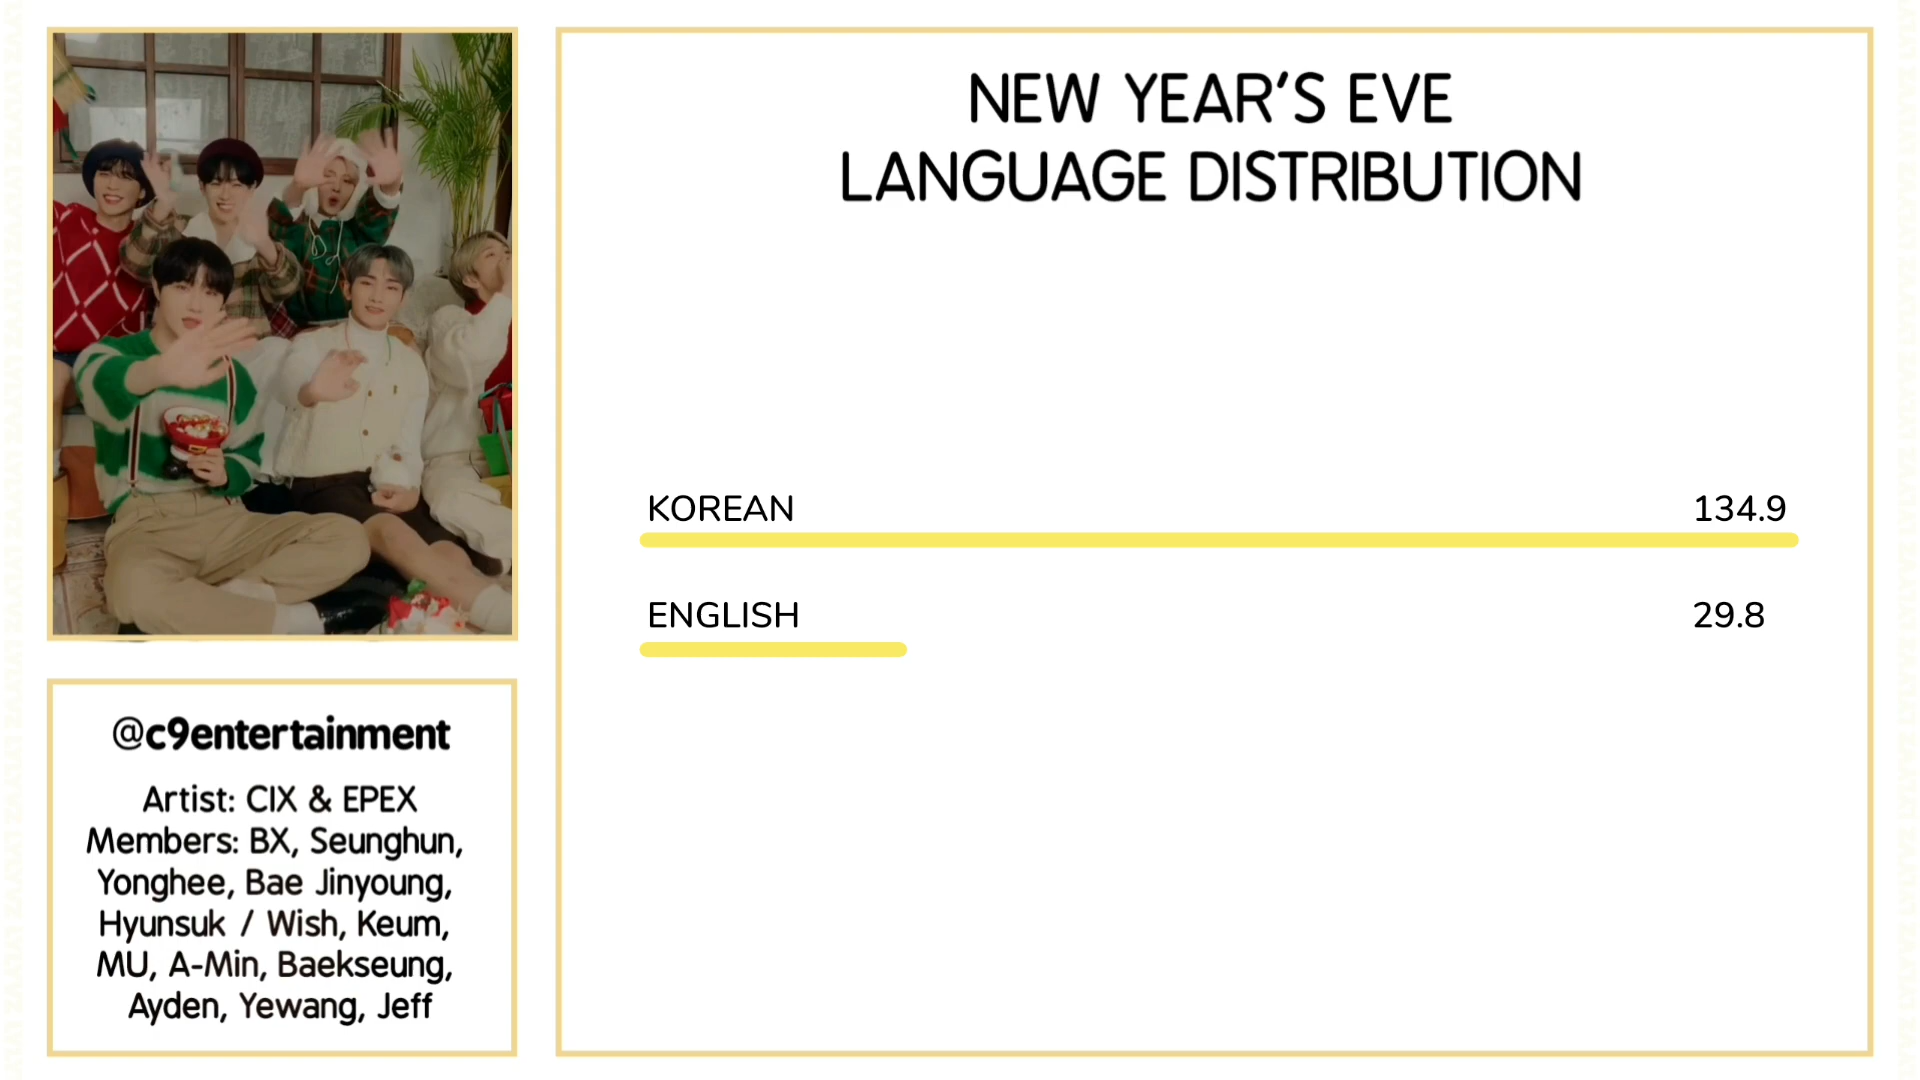 NEW YEAR'S EVE
LANGUAGE DISTRIBUTION
KOREAN 134.9
ENGLISH 29.8
@c9entertainment
Artist: CIX & EPEX
Members: BX, Seunghun,
Yonghee, Bae Jinyoung,
Hyunsuk / Wish, Keum,
MU, A-Min, Baekseung,
Ayden, Yewang, Jeff